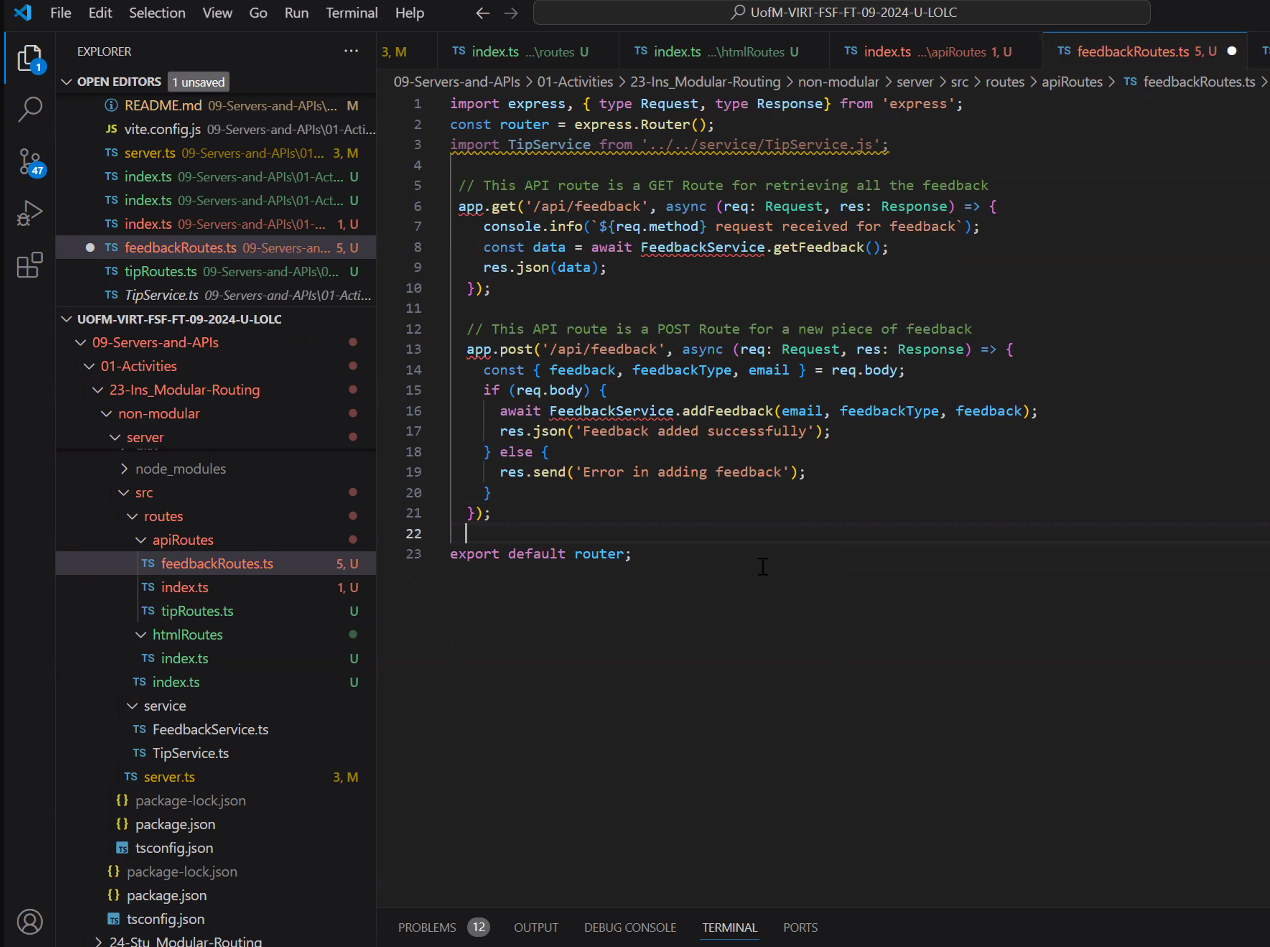 File Edit Selection View Go Run Terminal Help
UofM-VIRT-FSF-FT-09-2024-U-LOLC
EXPLORER ...
3, M
TS index.ts ...\routes U
TS index.ts ...\htmlRoutes U
TS index.ts ...\apiRoutes 1, U
TS feedbackRoutes.ts 5, U
OPEN EDITORS 1 unsaved
README.md 09-Servers-and-APIs\... M
JS vite.config.js 09-Servers-and-APIs\01-Acti...
TS server.ts 09-Servers-and-APIs\01... 3, M
TS index.ts 09-Servers-and-APIs\01-Act... U
TS index.ts 09-Servers-and-APIs\01-Act... U
TS index.ts 09-Servers-and-APIs\01-... 1, U
TS feedbackRoutes.ts 09-Servers-an... 5, U
TS tipRoutes.ts 09-Servers-and-APIs\0... U
TS TipService.ts 09-Servers-and-APIs\01-Acti...
UOFM-VIRT-FSF-FT-09-2024-U-LOLC
09-Servers-and-APIs
01-Activities
23-Ins_Modular-Routing
non-modular
server
node_modules
src
routes
apiRoutes
TS feedbackRoutes.ts 5, U
TS index.ts 1, U
TS tipRoutes.ts U
htmlRoutes
TS index.ts U
TS index.ts U
service
TS FeedbackService.ts
TS TipService.ts
TS server.ts 3, M
{} package-lock.json
{} package.json
tsconfig.json
{} package-lock.json
{} package.json
tsconfig.json
24-Stu_Modular-Routing
1
47
09-Servers-and-APIs > 01-Activities > 23-Ins_Modular-Routing > non-modular > server > src > routes > apiRoutes > TS feedbackRoutes.ts >
1 import express, { type Request, type Response} from 'express';
2 const router = express.Router();
3 import TipService from '../../service/TipService.js';
4
5 // This API route is a GET Route for retrieving all the feedback
6 app.get('/api/feedback', async (req: Request, res: Response) => {
7 console.info(`${req.method} request received for feedback`);
8 const data = await FeedbackService.getFeedback();
9 res.json(data);
10 });
11
12 // This API route is a POST Route for a new piece of feedback
13 app.post('/api/feedback', async (req: Request, res: Response) => {
14 const { feedback, feedbackType, email } = req.body;
15 if (req.body) {
16 await FeedbackService.addFeedback(email, feedbackType, feedback);
17 res.json('Feedback added successfully');
18 } else {
19 res.send('Error in adding feedback');
20 }
21 });
22
23 export default router;
PROBLEMS 12 OUTPUT DEBUG CONSOLE TERMINAL PORTS